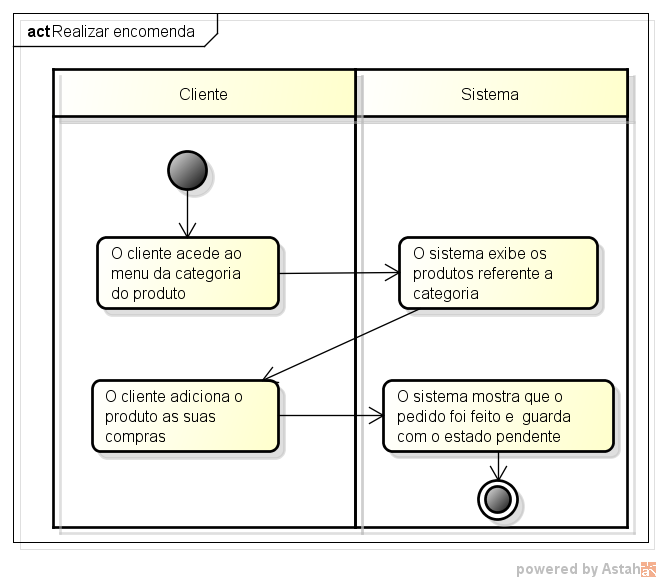 act Realizar encomenda
Cliente
Sistema
O cliente acede ao
menu da categoria
do produto
O sistema exibe os
produtos referente a
categoria
O cliente adiciona o
produto as suas
compras
O sistema mostra que o
pedido foi feito e guarda
com o estado pendente
powered by Astah